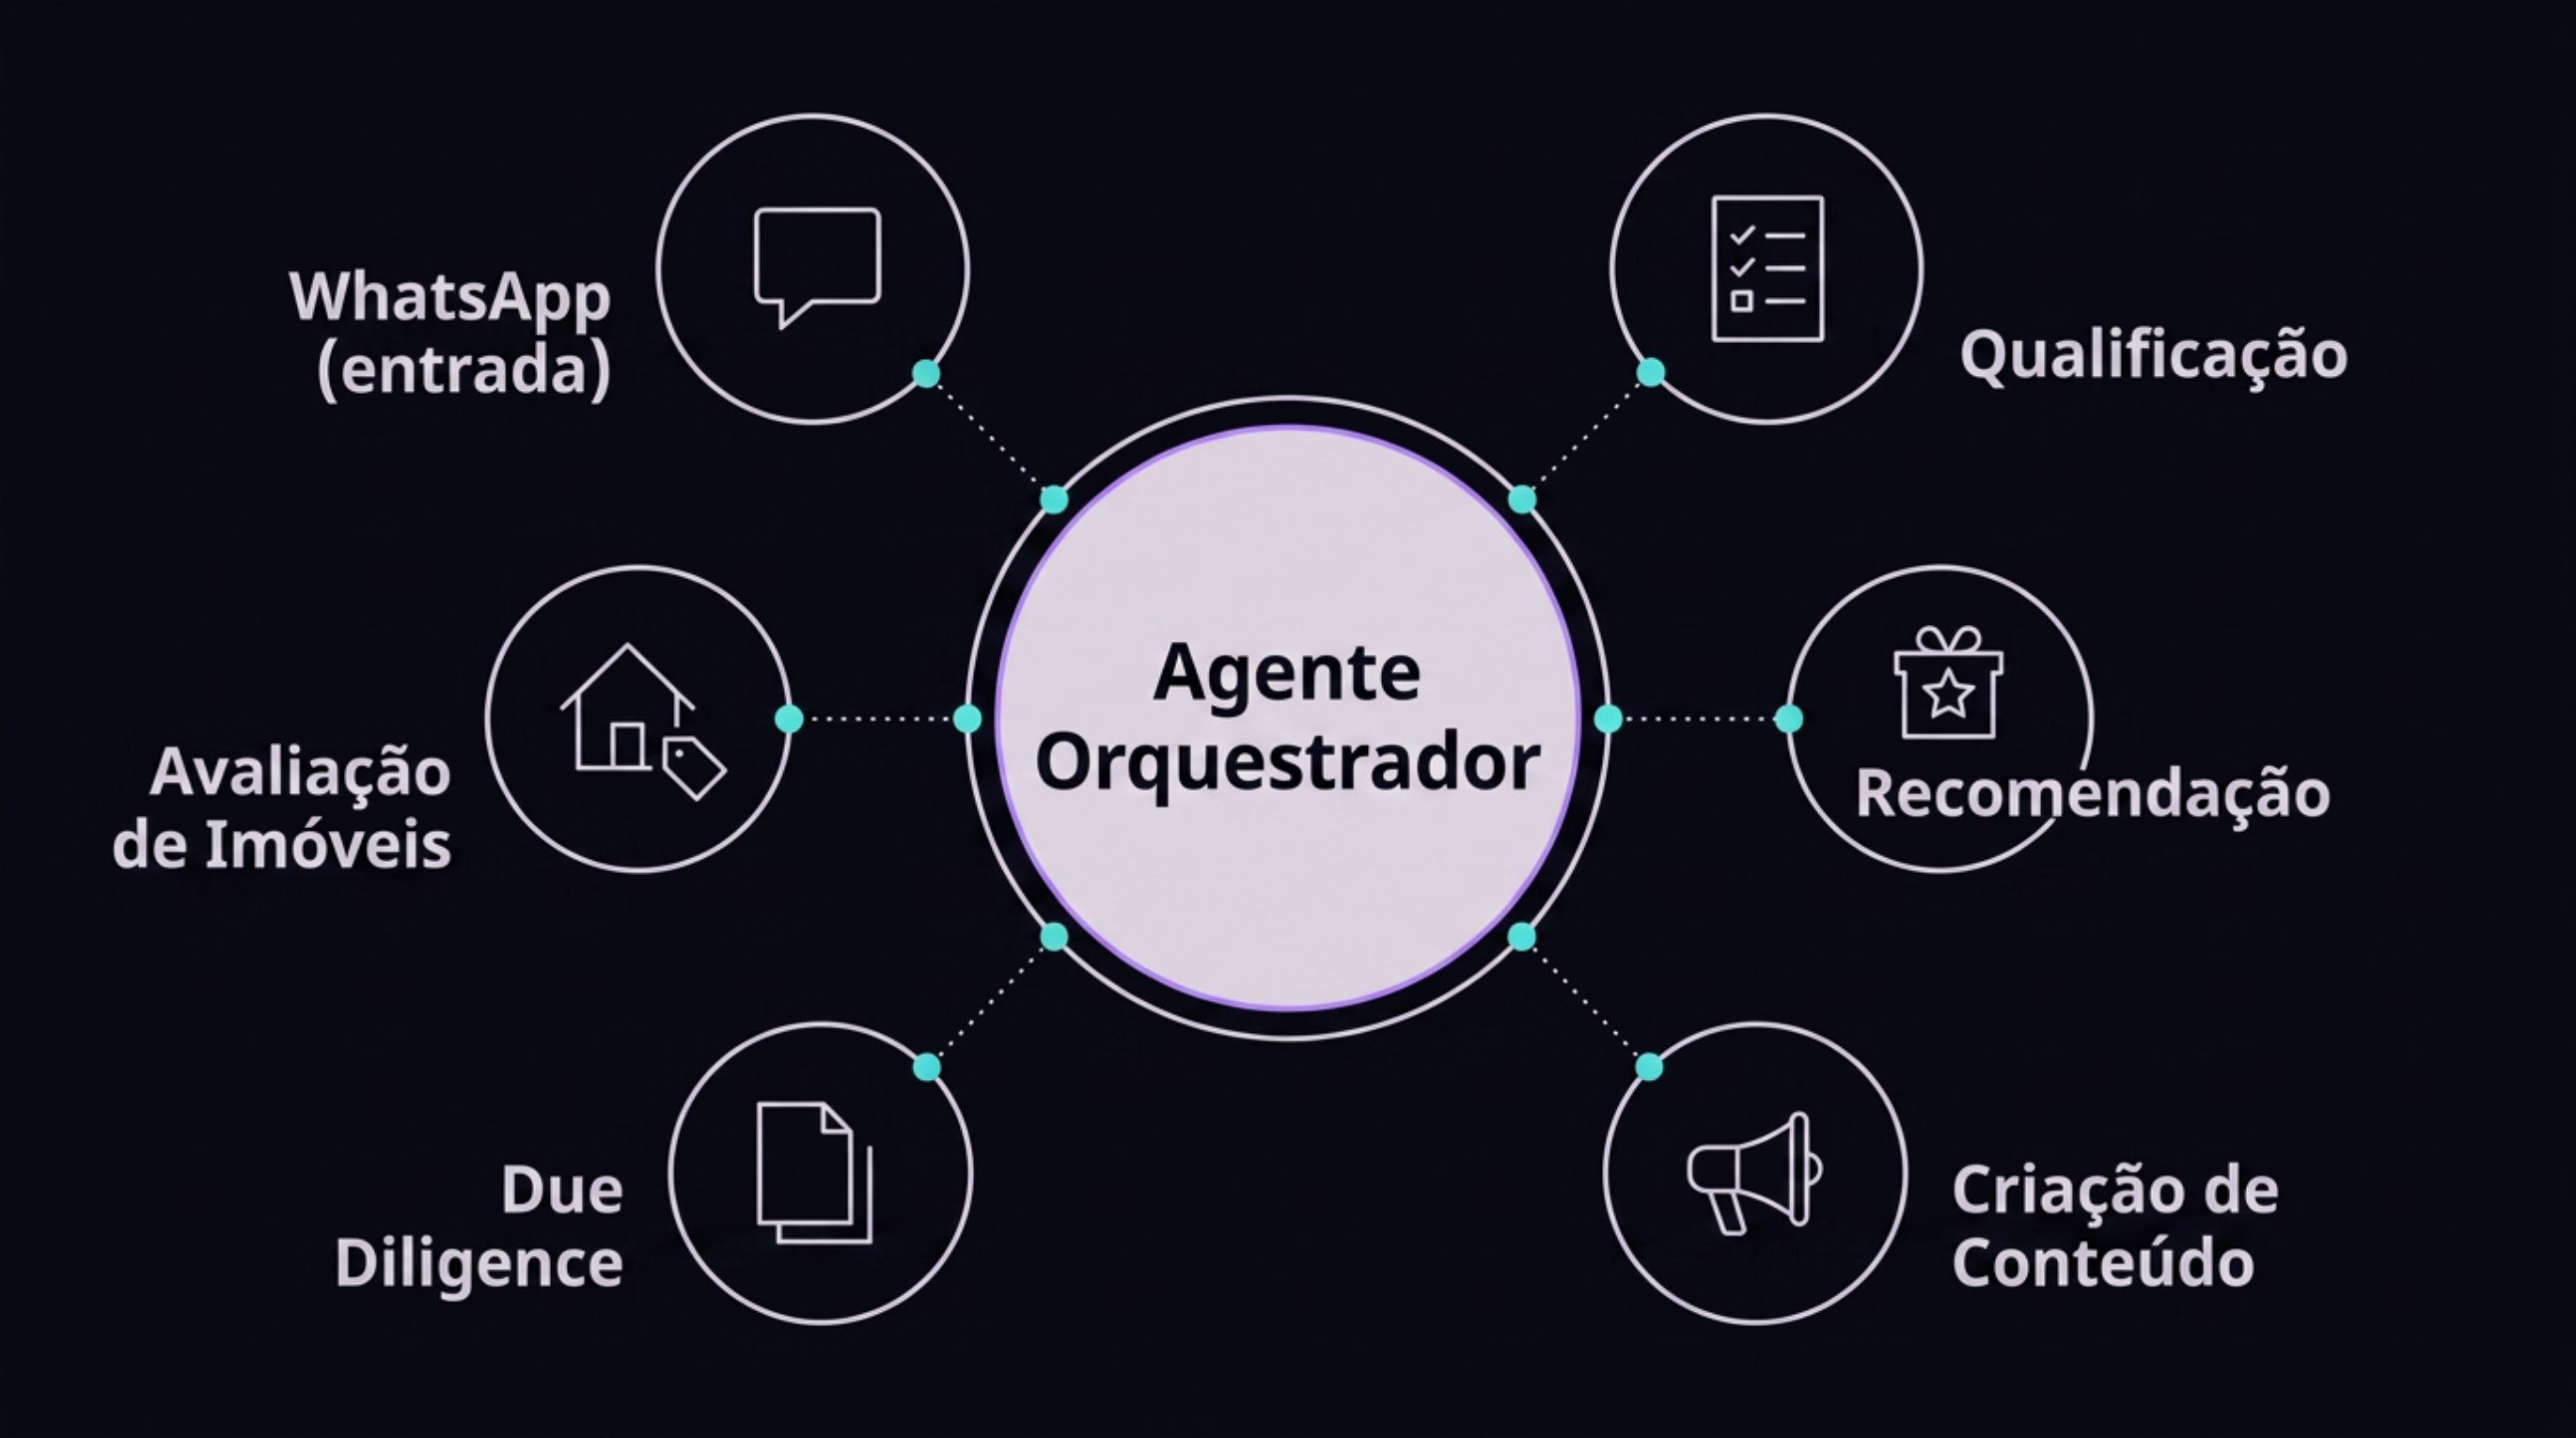 WhatsApp
(entrada)
Qualificação
Agente
Orquestrador
Avaliação
de Imóveis
Recomendação
Due
Diligence
Criação de
Conteúdo